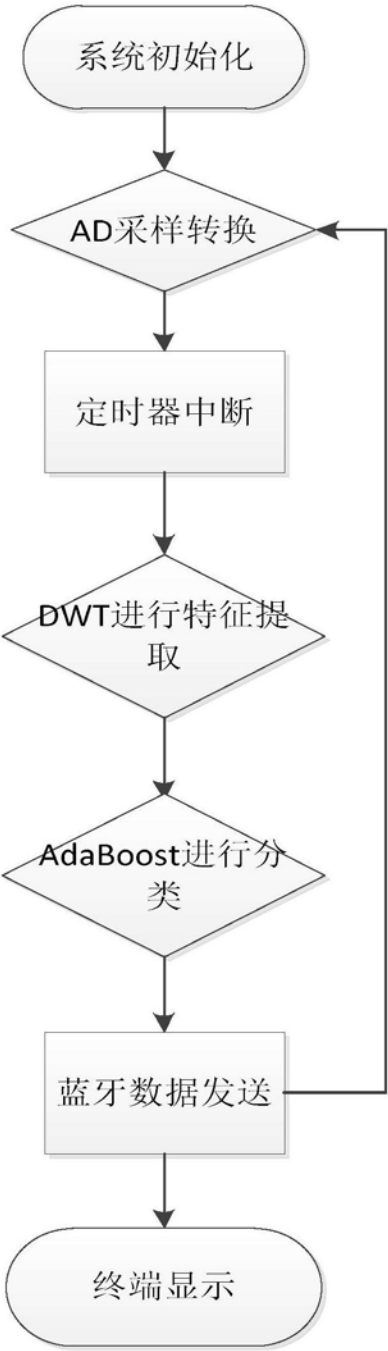 系统初始化
AD采样转换
定时器中断
DWT进行特征提
取
AdaBoost进行分
类
蓝牙数据发送
终端显示